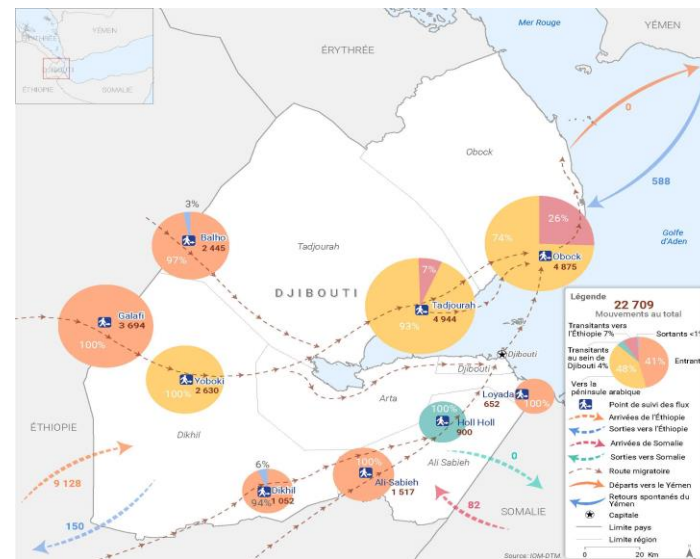 YÉMEN
ÉRYTHRÉE
DJIBOUTI
ÉTHIOPIE
SOMALIE
Mer Rouge
YÉMEN
ÉRYTHRÉE
0
588
Golfe
d'Aden
Obock
3%
Balho
2 445
97%
Tadjourah
74%
26%
Obock
4 875
DJIBOUTI
7%
Tadjourah
4 944
93%
Galafi
3 694
100%
Yoboki
2 630
100%
Djibouti
Djibouti
Arta
Loyada
652
100%
100%
Holl Holl
900
Dikhil
ÉTHIOPIE
9 128
150
6%
Dikhil
1 052
94%
100%
Ali-Sabieh
1 517
Ali Sabieh
0
82
SOMALIE
Légende
22 709
Mouvements au total
Transitants vers
l'Éthiopie 7%
Sortants <1%
Transitants au sein de
Djibouti 4%
41%
Entrant
48%
Vers la
péninsule arabique
Point de suivi des flux
Arrivées de l'Éthiopie
Sorties vers l'Éthiopie
Arrivées de Somalie
Sorties vers Somalie
Route migratoire
Départs vers le Yémen
Retours spontanés du
Yémen
Capitale
Limite pays
Limite région
0 20 Km
Source: IOM-DTM.